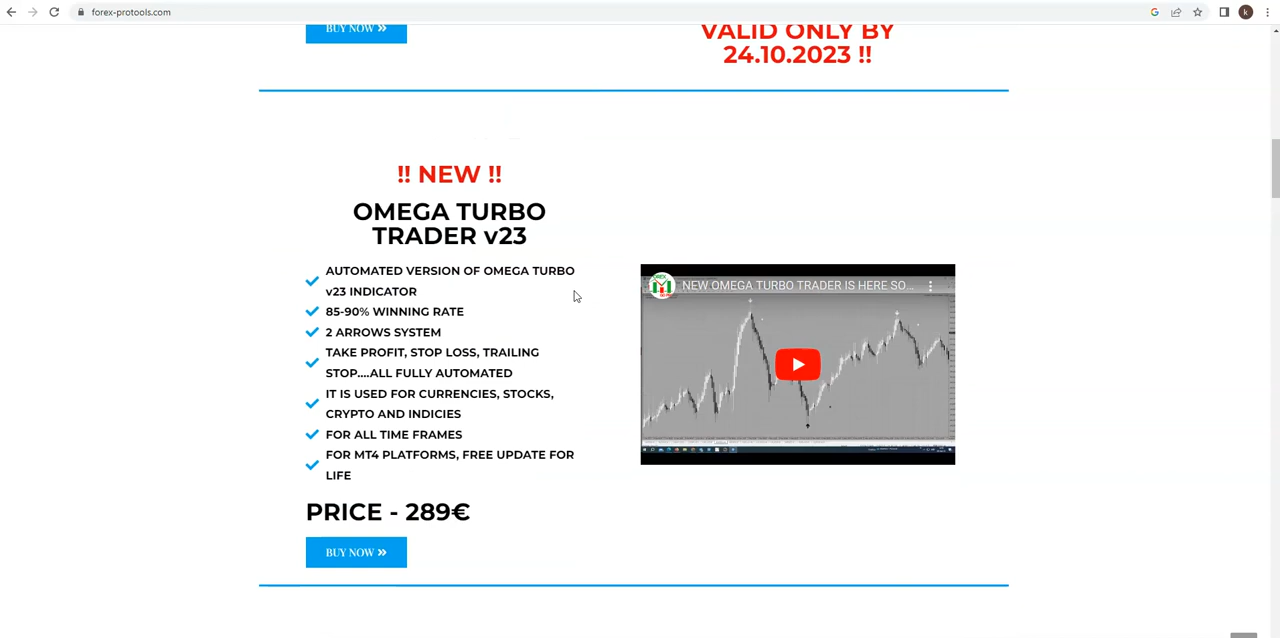 forex-protools.com
k
BUY NOW
VALID ONLY BY
24.10.2023 !!
!! NEW !!
OMEGA TURBO
TRADER v23
AUTOMATED VERSION OF OMEGA TURBO
v23 INDICATOR
85-90% WINNING RATE
2 ARROWS SYSTEM
TAKE PROFIT, STOP LOSS, TRAILING
STOP....ALL FULLY AUTOMATED
IT IS USED FOR CURRENCIES, STOCKS,
CRYPTO AND INDICIES
FOR ALL TIME FRAMES
FOR MT4 PLATFORMS, FREE UPDATE FOR
LIFE
PRICE - 289€
BUY NOW
NEW OMEGA TURBO TRADER IS HERE SO...